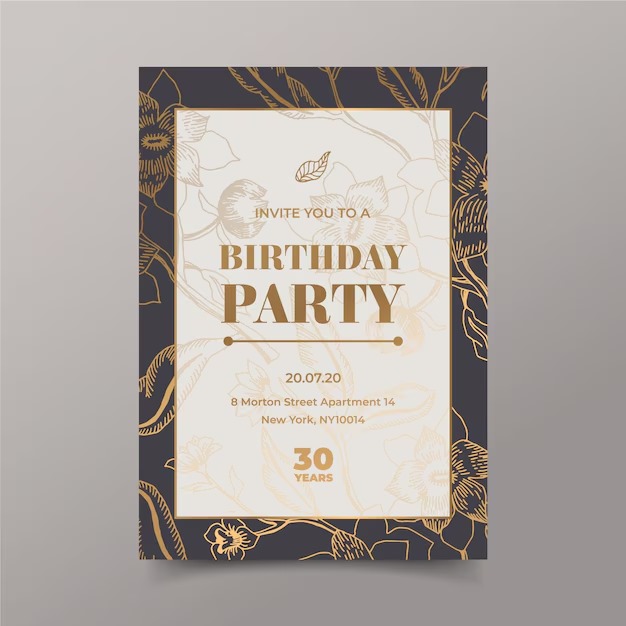 INVITE YOU TO A
BIRTHDAY
PARTY
20.07.20
8 Morton Street Apartment 14
New York, NY10014
30
YEARS